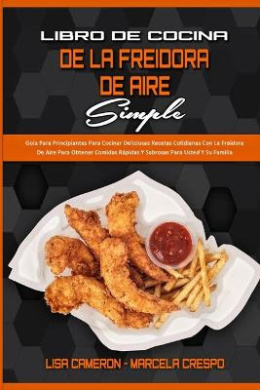 LIBRO DE COCINA
DE LA FREIDORA
DE AIRE
Simple
Guía Para Principiantes Para Cocinar Deliciosas Recetas Cotidianas Con La Freidora
De Aire Para Obtener Comidas Rápidas Y Sabrosas Para Usted Y Su Familia
LISA CAMERON - MARCELA CRESPO